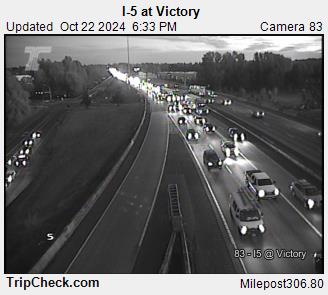 I-5 at Victory
Updated Oct 22 2024 6:33 PM Camera 83
S
83 - I5 @ Victory
TripCheck.com Milepost306.80